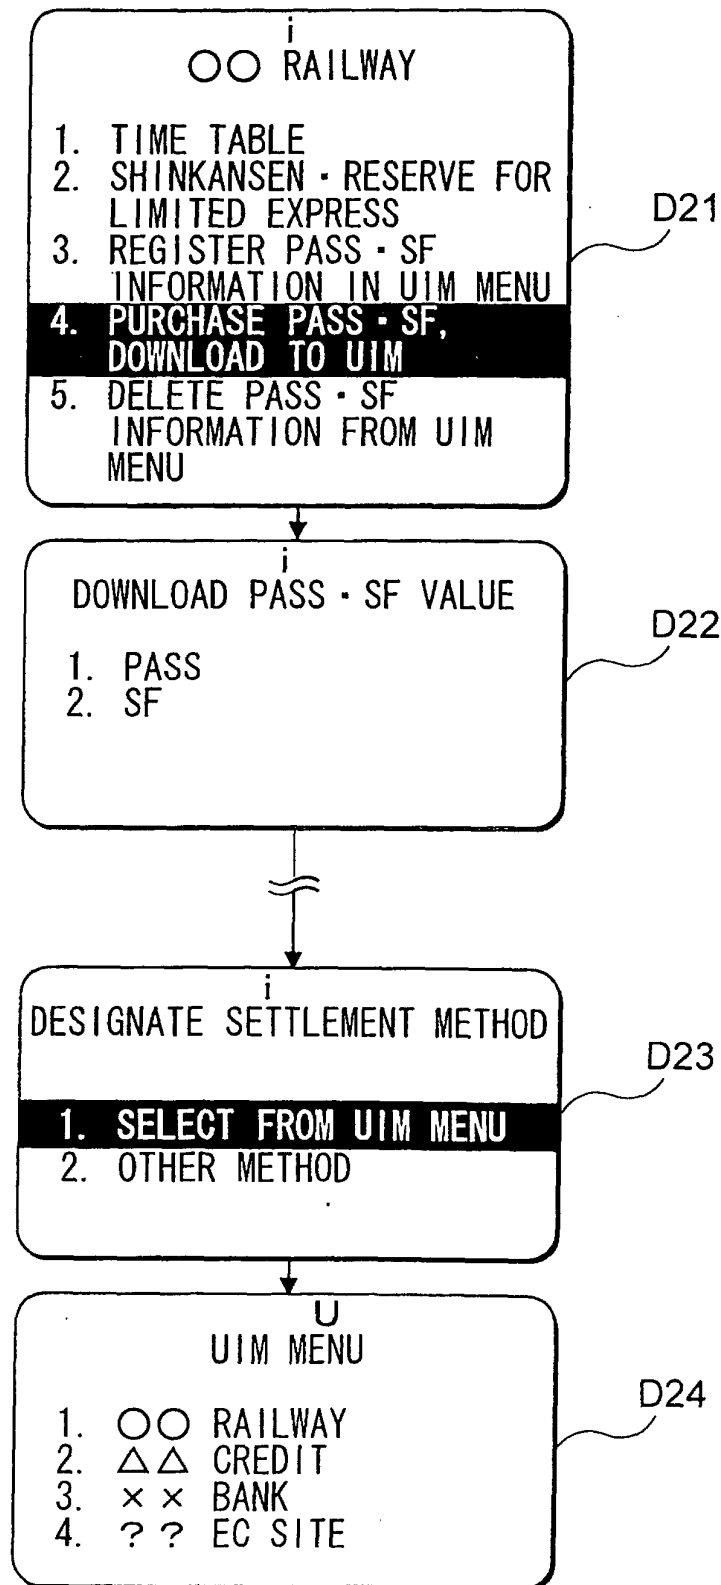 i
○○ RAILWAY
1. TIME TABLE
2. SHINKANSEN・RESERVE FOR
LIMITED EXPRESS
3. REGISTER PASS・SF
INFORMATION IN UIM MENU
4. PURCHASE PASS・SF,
DOWNLOAD TO UIM
5. DELETE PASS・SF
INFORMATION FROM UIM
MENU
D21
i
DOWNLOAD PASS・SF VALUE
1. PASS
2. SF
D22
i
DESIGNATE SETTLEMENT METHOD
1. SELECT FROM UIM MENU
2. OTHER METHOD
D23
U
UIM MENU
1. ○○ RAILWAY
2. △△ CREDIT
3. ×× BANK
4. ?? EC SITE
D24